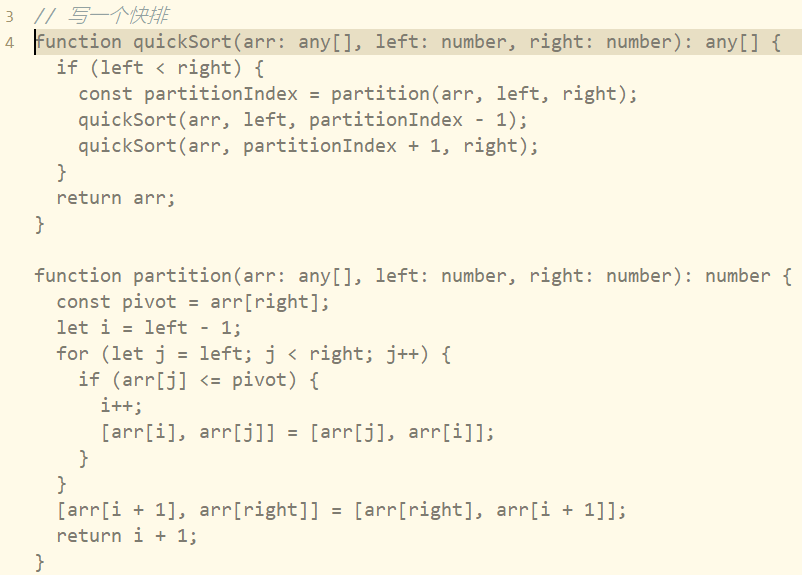 3 // 写一个快排
4 function quickSort(arr: any[], left: number, right: number): any[] {
if (left < right) {
const partitionIndex = partition(arr, left, right);
quickSort(arr, left, partitionIndex - 1);
quickSort(arr, partitionIndex + 1, right);
}
return arr;
}
function partition(arr: any[], left: number, right: number): number {
const pivot = arr[right];
let i = left - 1;
for (let j = left; j < right; j++) {
if (arr[j] <= pivot) {
i++;
[arr[i], arr[j]] = [arr[j], arr[i]];
}
}
[arr[i + 1], arr[right]] = [arr[right], arr[i + 1]];
return i + 1;
}